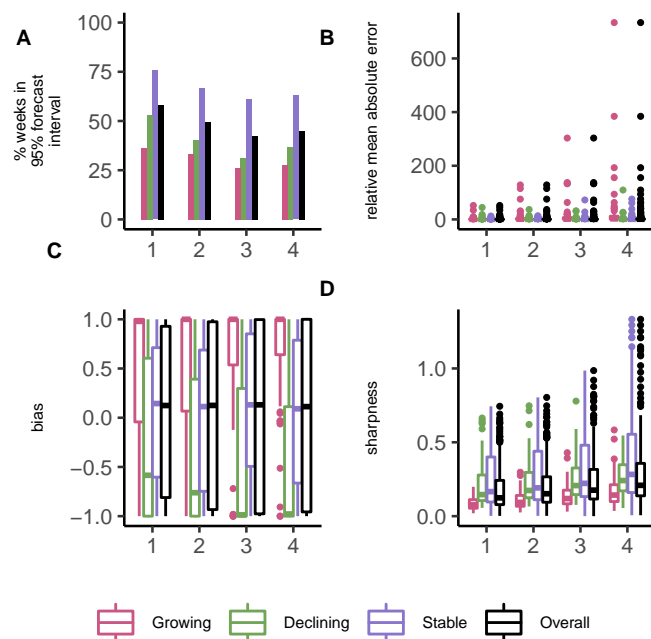 A
B
% weeks in
95% forecast
interval
100
75
50
25
0
1 2 3 4
relative mean absolute error
600
400
200
0
1 2 3 4
C
D
bias
1.0
0.5
0.0
−0.5
−1.0
1 2 3 4
sharpness
1.0
0.5
0.0
1 2 3 4
Growing Declining Stable Overall